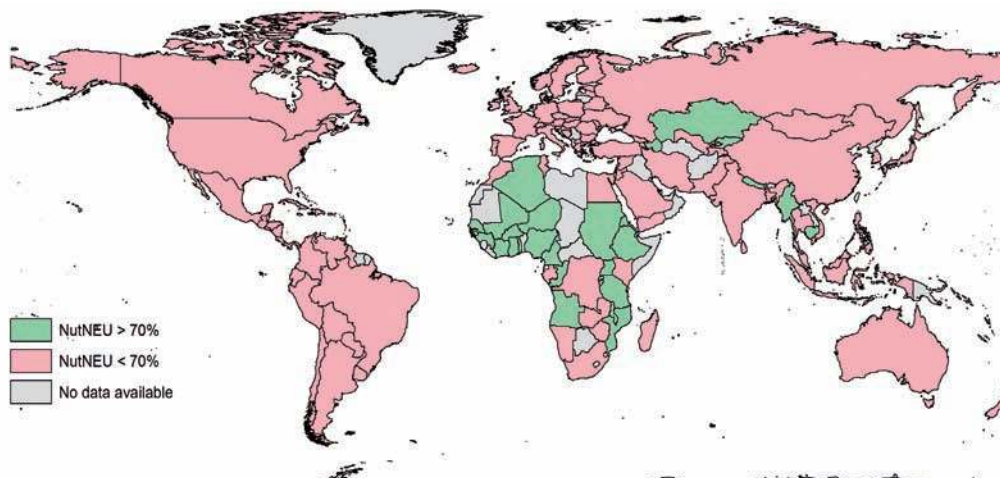 NutNEU > 70%
NutNEU < 70%
No data available